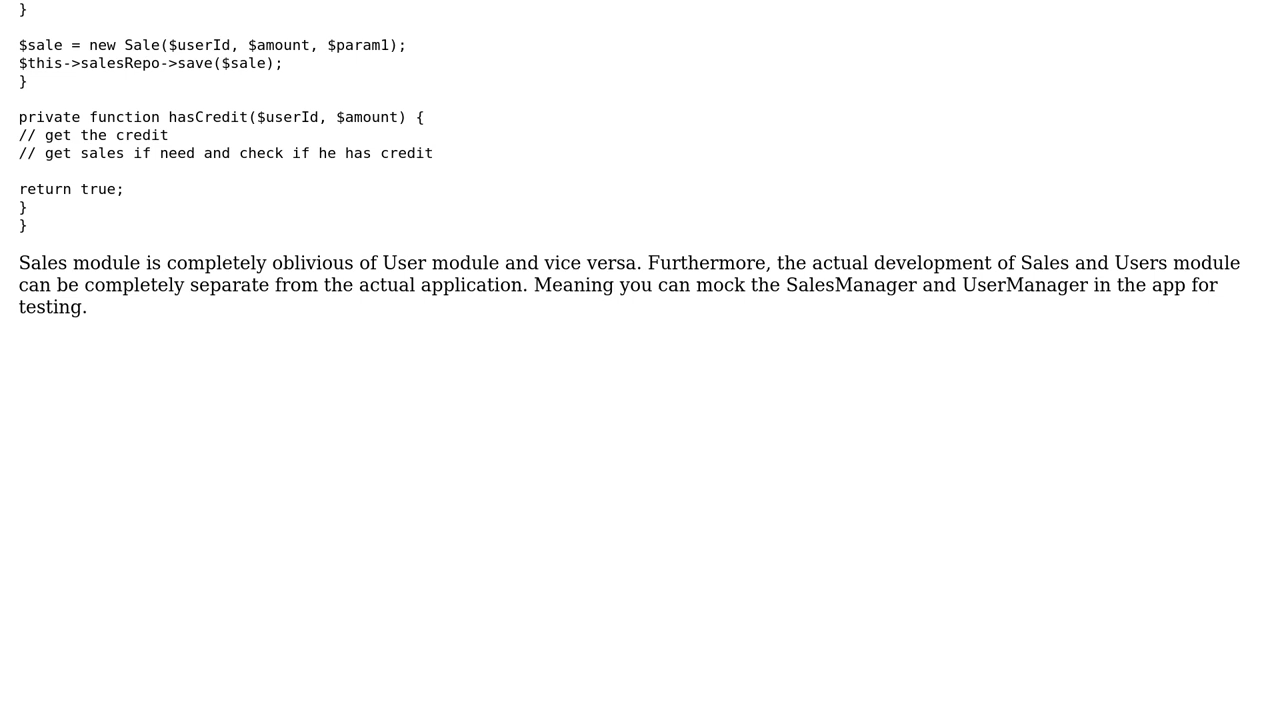 }
$sale = new Sale($userId, $amount, $param1);
$this->salesRepo->save($sale);
}
private function hasCredit($userId, $amount) {
// get the credit
// get sales if need and check if he has credit
return true;
}
}
Sales module is completely oblivious of User module and vice versa. Furthermore, the actual development of Sales and Users module
can be completely separate from the actual application. Meaning you can mock the SalesManager and UserManager in the app for
testing.